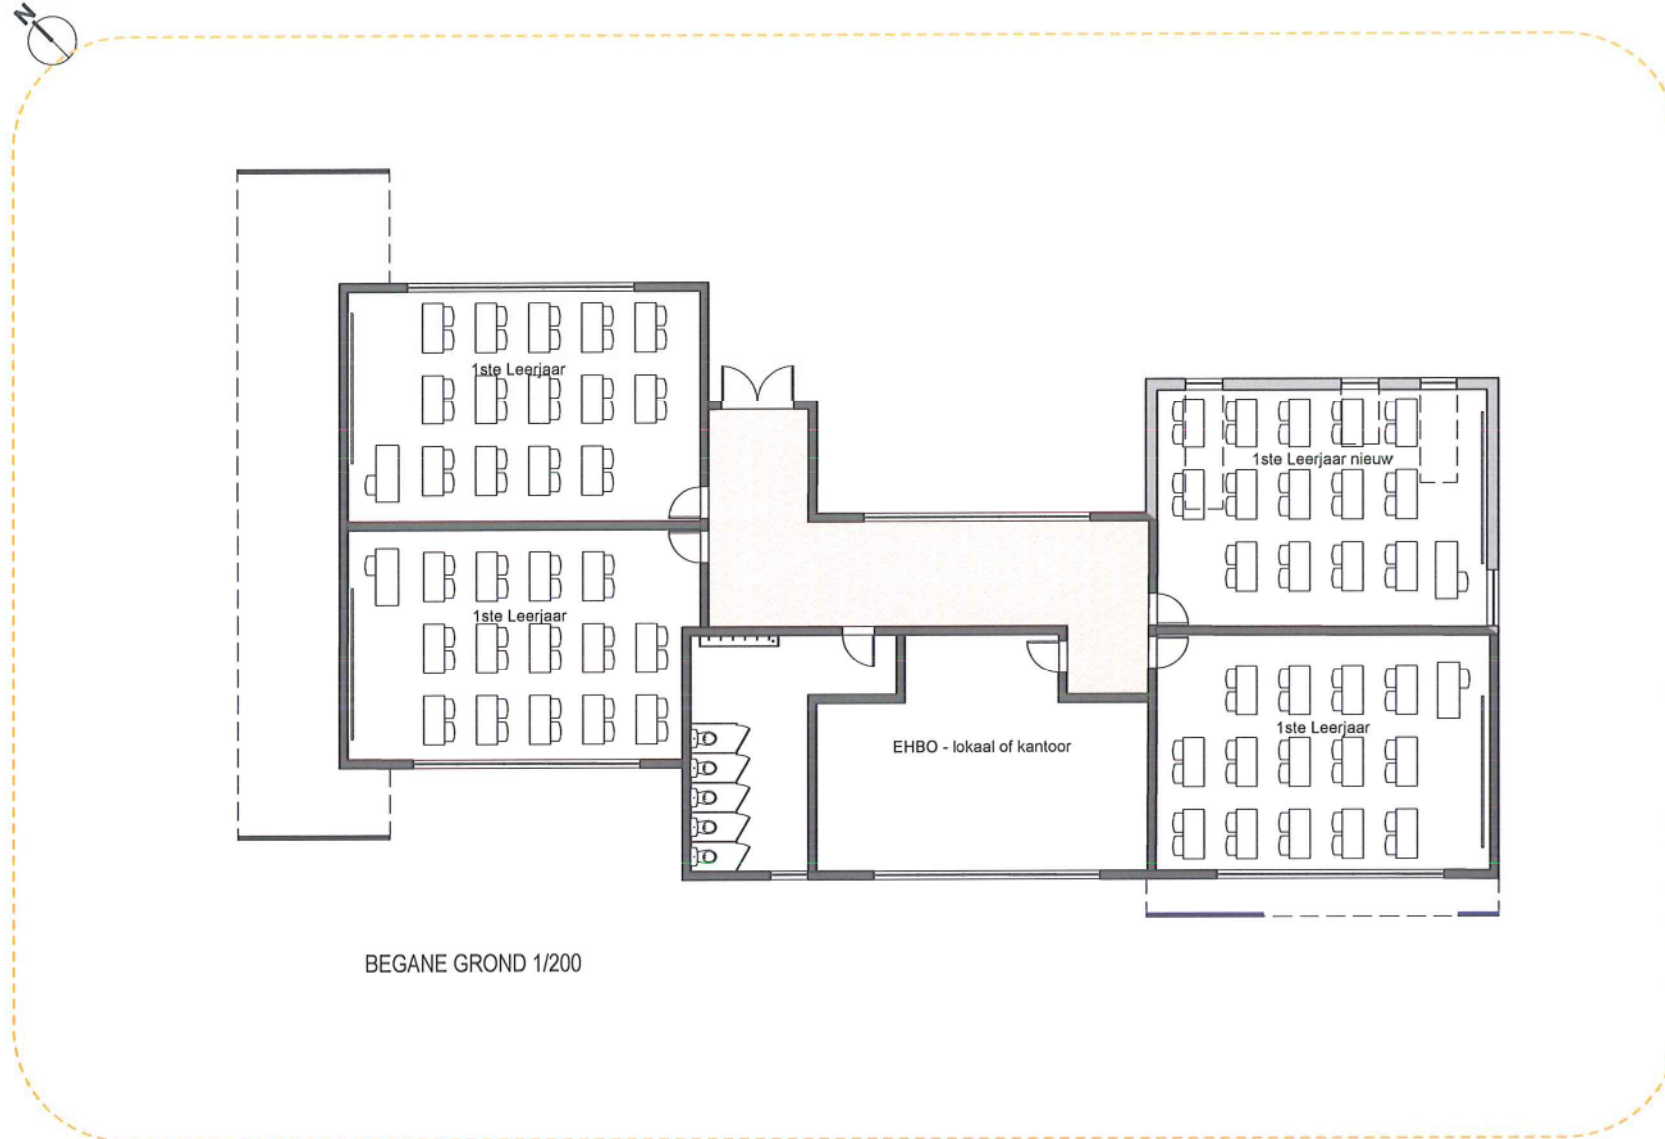 N
1ste Leerjaar
1ste Leerjaar nieuw
1ste Leerjaar
1ste Leerjaar
EHBO - lokaal of kantoor
BEGANE GROND 1/200